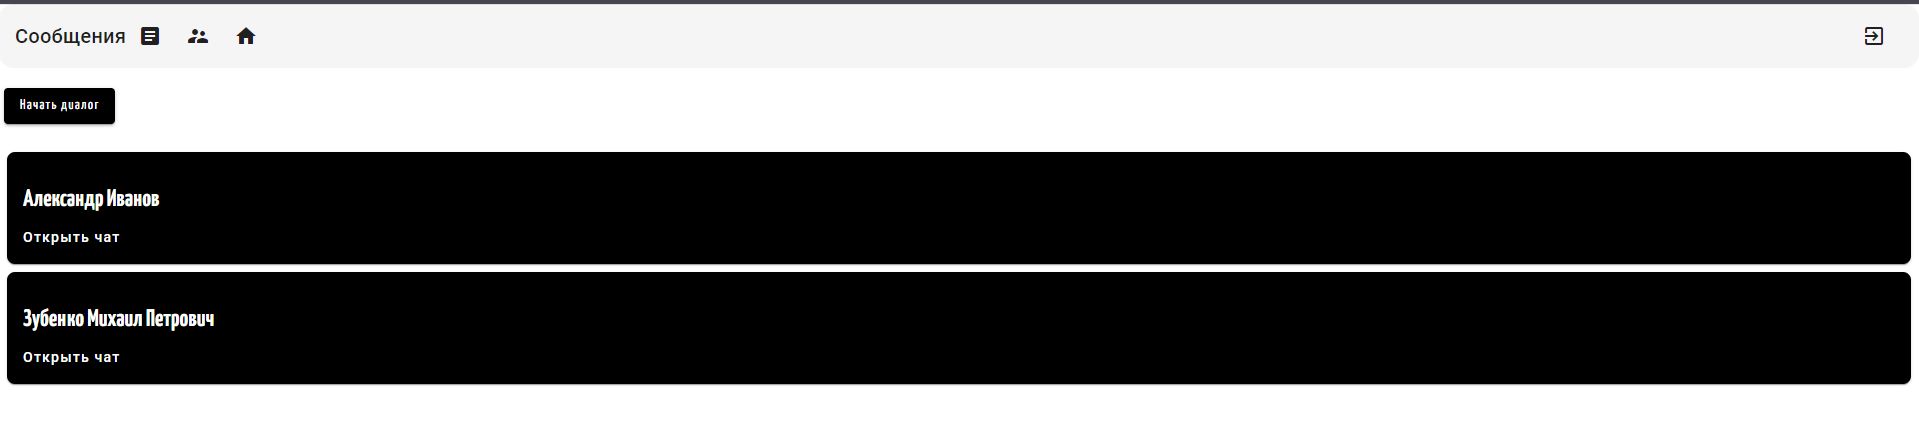 Сообщения
Начать диалог
Александр Иванов
Открыть чат
Зубенко Михаил Петрович
Открыть чат